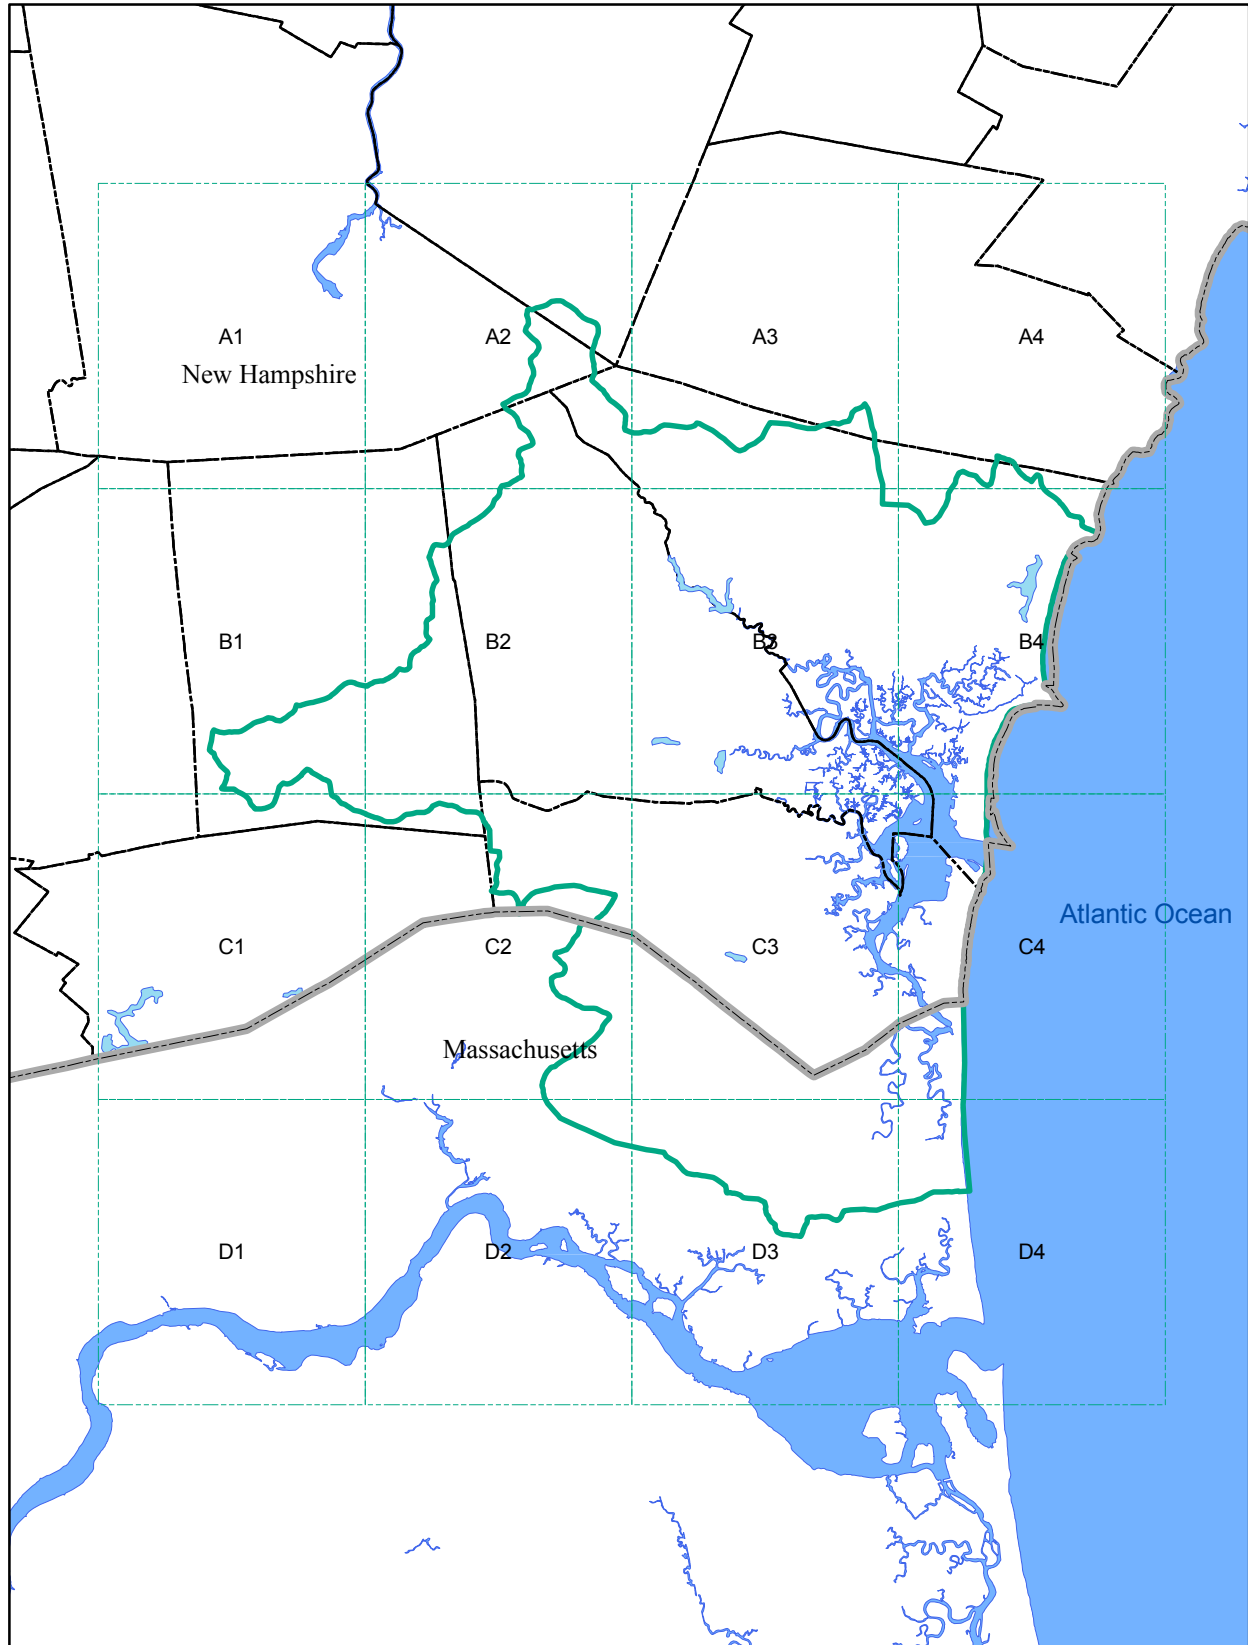 A1
A2
A3
A4
New Hampshire
B1
B2
B3
B4
Atlantic Ocean
C1
C2
C3
C4
Massachusetts
D1
D2
D3
D4